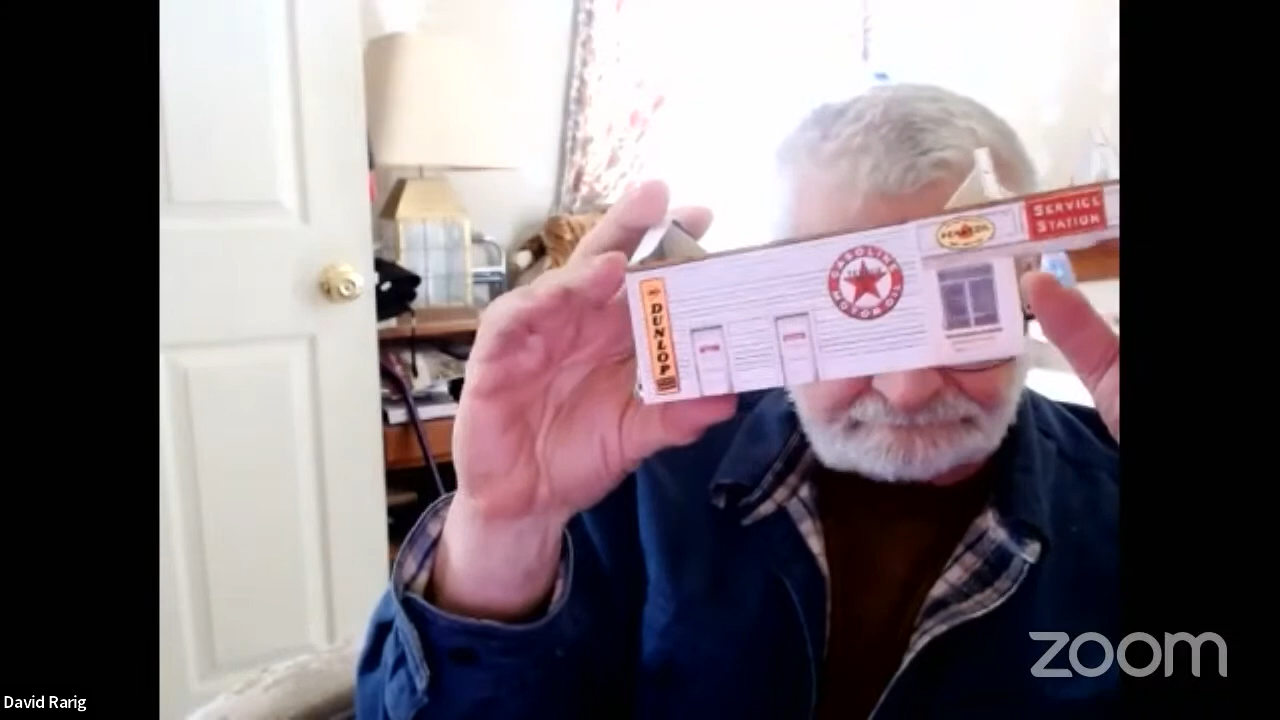 SERVICE
STATION
GASOLINE
MOTOR OIL
DUNLOP
zoom
David Rarig